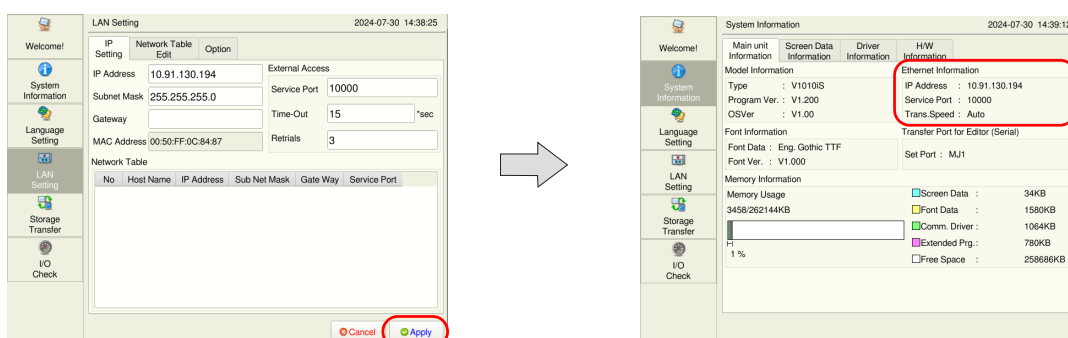 LAN Setting 2024-07-30 14:38:25
Welcome!
System
Information
Language
Setting
LAN
Setting
Storage
Transfer
I/O
Check
IP
Setting
Network Table
Edit
Option
IP Address 10.91.130.194
Subnet Mask 255.255.255.0
Gateway
MAC Address 00:50:FF:0C:84:87
External Access
Service Port 10000
Time-Out 15 *sec
Retrials 3
Network Table
No Host Name IP Address Sub Net Mask Gate Way Service Port
Cancel Apply
System Information 2024-07-30 14:39:12
Welcome!
System
Information
Language
Setting
LAN
Setting
Storage
Transfer
I/O
Check
Main unit
Information
Screen Data
Information
Driver
Information
H/W
Information
Model Information
Type : V1010iS
Program Ver. : V1.200
OSVer : V1.00
Ethernet Information
IP Address : 10.91.130.194
Service Port : 10000
Trans.Speed : Auto
Font Information
Font Data : Eng. Gothic TTF
Font Ver. : V1.000
Transfer Port for Editor (Serial)
Set Port : MJ1
Memory Information
Memory Usage
3458/262144KB
1 %
Screen Data : 34KB
Font Data : 1580KB
Comm. Driver : 1064KB
Extended Prg. : 780KB
Free Space : 258686KB